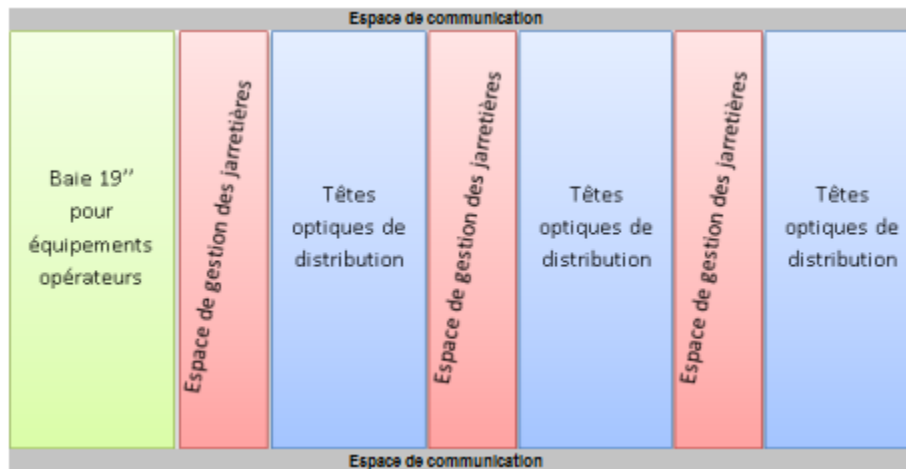 Espace de communication
Baie 19’’
pour
équipements
opérateurs
Espace de gestion des jarretières
Têtes
optiques de
distribution
Espace de gestion des jarretières
Têtes
optiques de
distribution
Espace de gestion des jarretières
Têtes
optiques de
distribution
Espace de communication